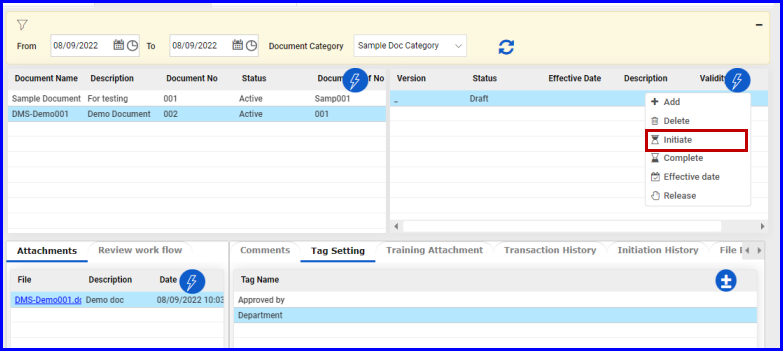 From 08/09/2022 To 08/09/2022 Document Category Sample Doc Category
Document Name Description Document No Status Docum f No
Sample Document For testing 001 Active Samp001
DMS-Demo001 Demo Document 002 Active 001
Version Status Effective Date Description Validit
_ Draft
Add
Delete
Initiate
Complete
Effective date
Release
Attachments Review work flow
File Description Date
DMS-Demo001.dc Demo doc 08/09/2022 10:03
Comments Tag Setting Training Attachment Transaction History Initiation History File
Tag Name
Approved by
Department